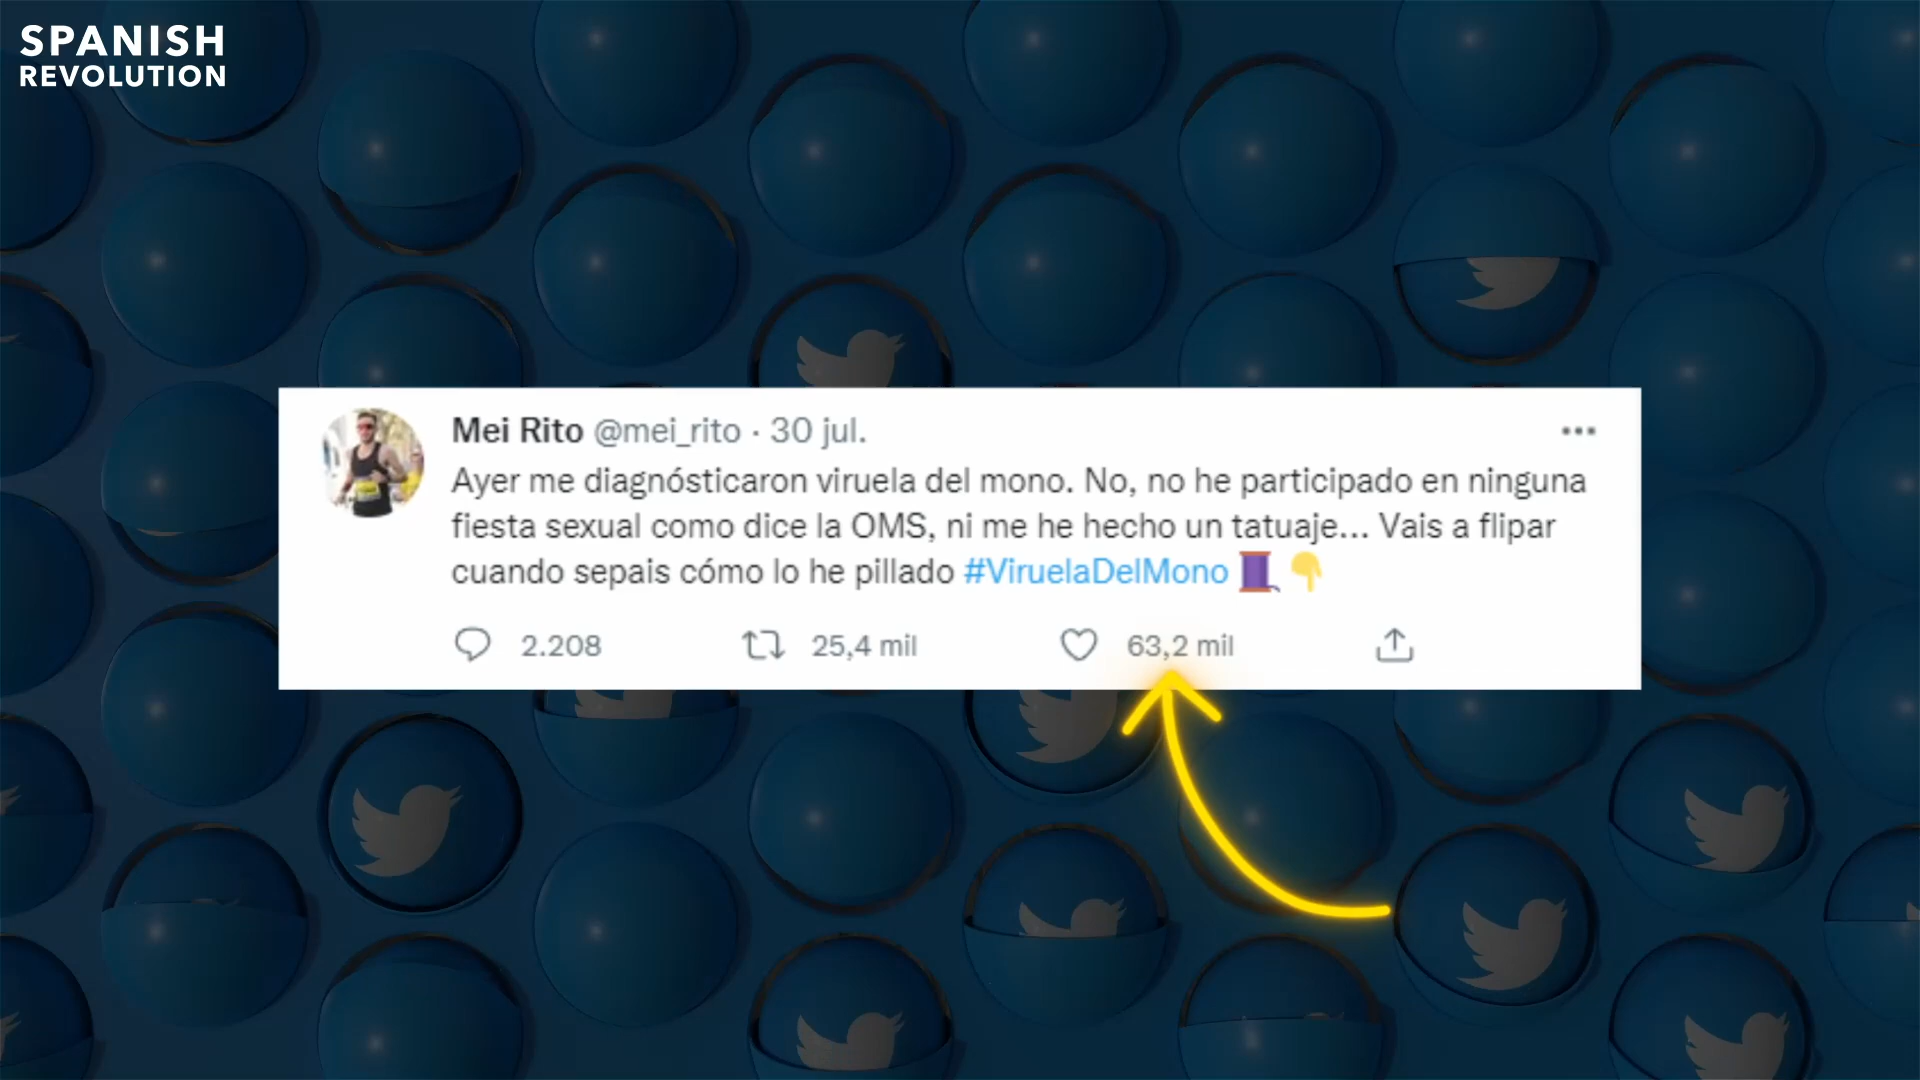 SPANISH
REVOLUTION
Mei Rito @mei_rito · 30 jul.
Ayer me diagnósticaron viruela del mono. No, no he participado en ninguna
fiesta sexual como dice la OMS, ni me he hecho un tatuaje... Vais a flipar
cuando sepais cómo lo he pillado #ViruelaDelMono 🧵👇
2.208 25,4 mil 63,2 mil